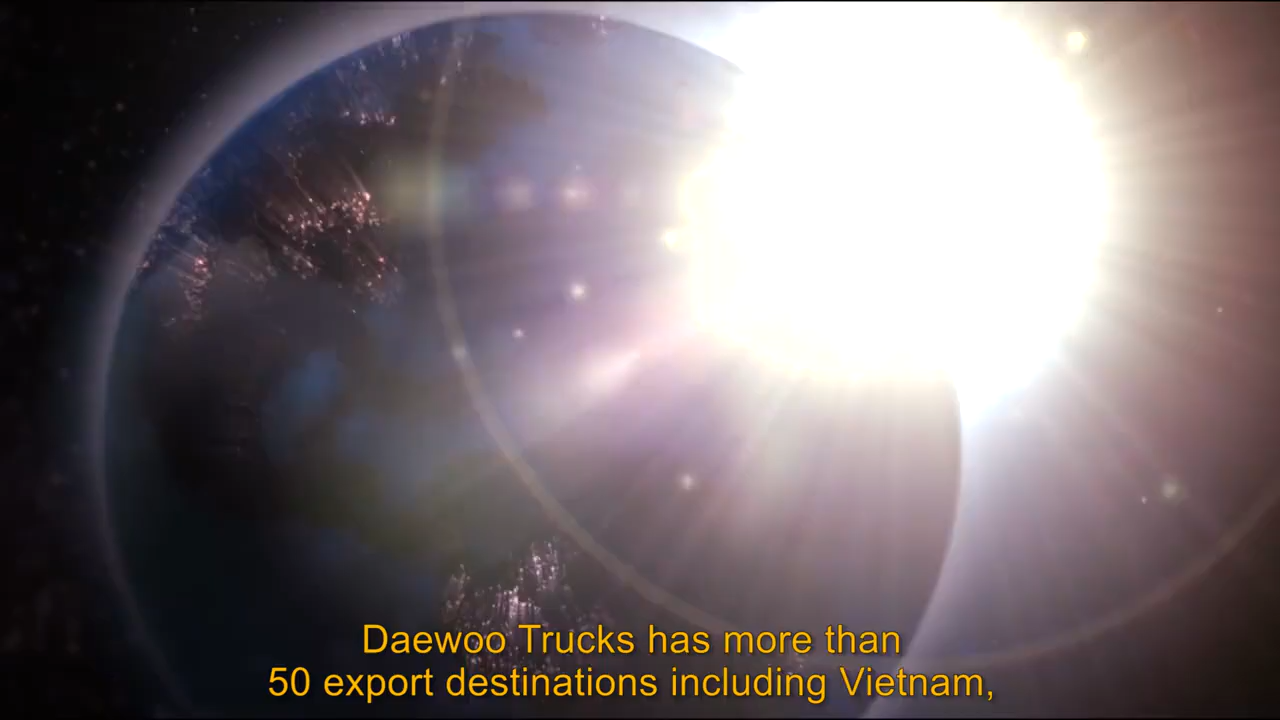 Daewoo Trucks has more than
50 export destinations including Vietnam,